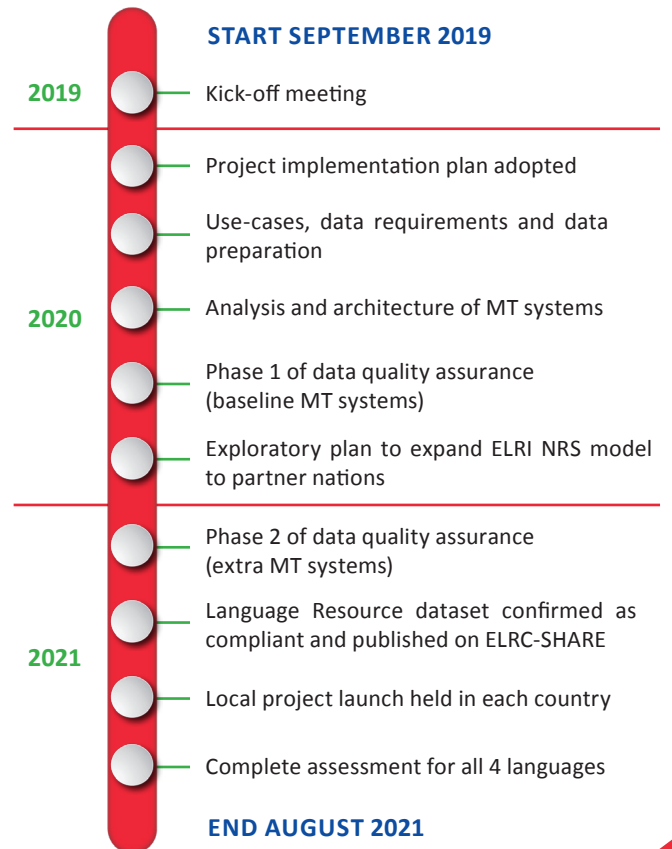 START SEPTEMBER 2019
2019
Kick-off meeting
Project implementation plan adopted
Use-cases, data requirements and data
preparation
2020
Analysis and architecture of MT systems
Phase 1 of data quality assurance
(baseline MT systems)
Exploratory plan to expand ELRI NRS model
to partner nations
Phase 2 of data quality assurance
(extra MT systems)
Language Resource dataset confirmed as
compliant and published on ELRC-SHARE
2021
Local project launch held in each country
Complete assessment for all 4 languages
END AUGUST 2021